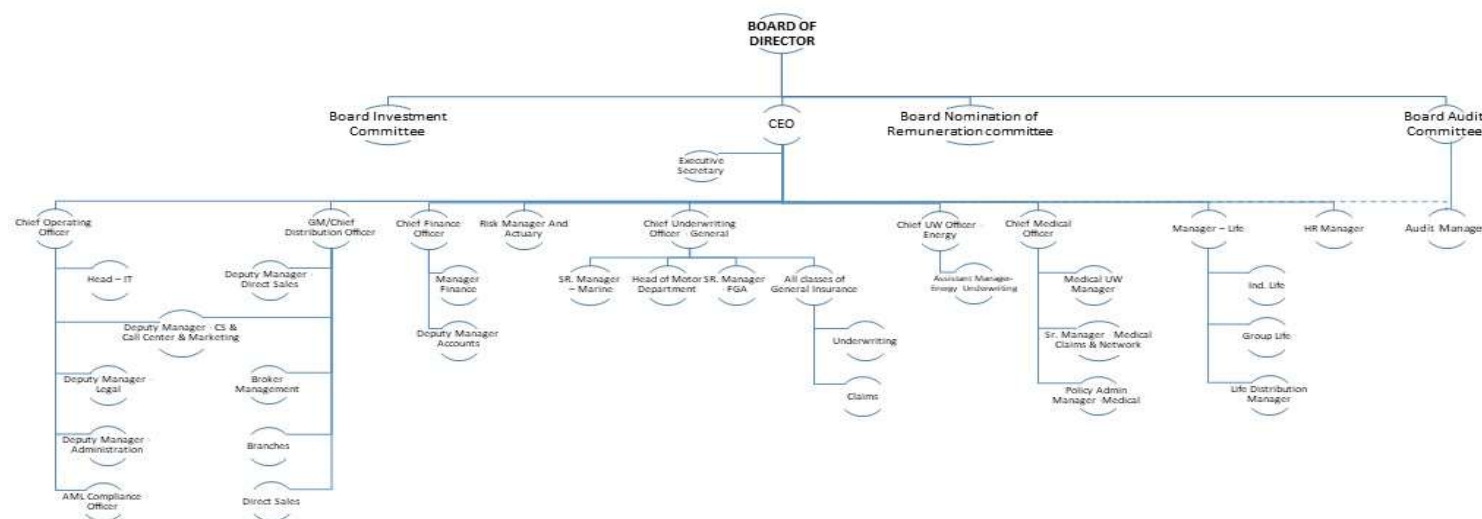 BOARD OF
DIRECTOR
Board Investment
Committee
CEO
Board Nomination of
Remuneration committee
Board Audit
Committee
Executive
Secretary
Chief Operating
Officer
GM/Chief
Distribution Officer
Chief Finance
Officer
Risk Manager And
Actuary
Chief Underwriting
Officer - General
Chief UW Officer -
Energy
Chief Medical
Officer
Manager – Life
HR Manager
Audit Manager
Head – IT
Deputy Manager -
Direct Sales
Deputy Manager - CS &
Call Center & Marketing
Deputy Manager -
Legal
Broker
Management
Deputy Manager -
Administration
Branches
AML Compliance
Officer
Direct Sales
Manager
Finance
Deputy Manager
Accounts
SR. Manager
– Marine
Head of Motor
Department
SR. Manager
FGA
All classes of
General Insurance
Underwriting
Claims
Assistant Manager-
Energy Underwriting
Medical UW
Manager
Sr. Manager - Medical
Claims & Network
Policy Admin
Manager -Medical
Ind. Life
Group Life
Life Distribution
Manager